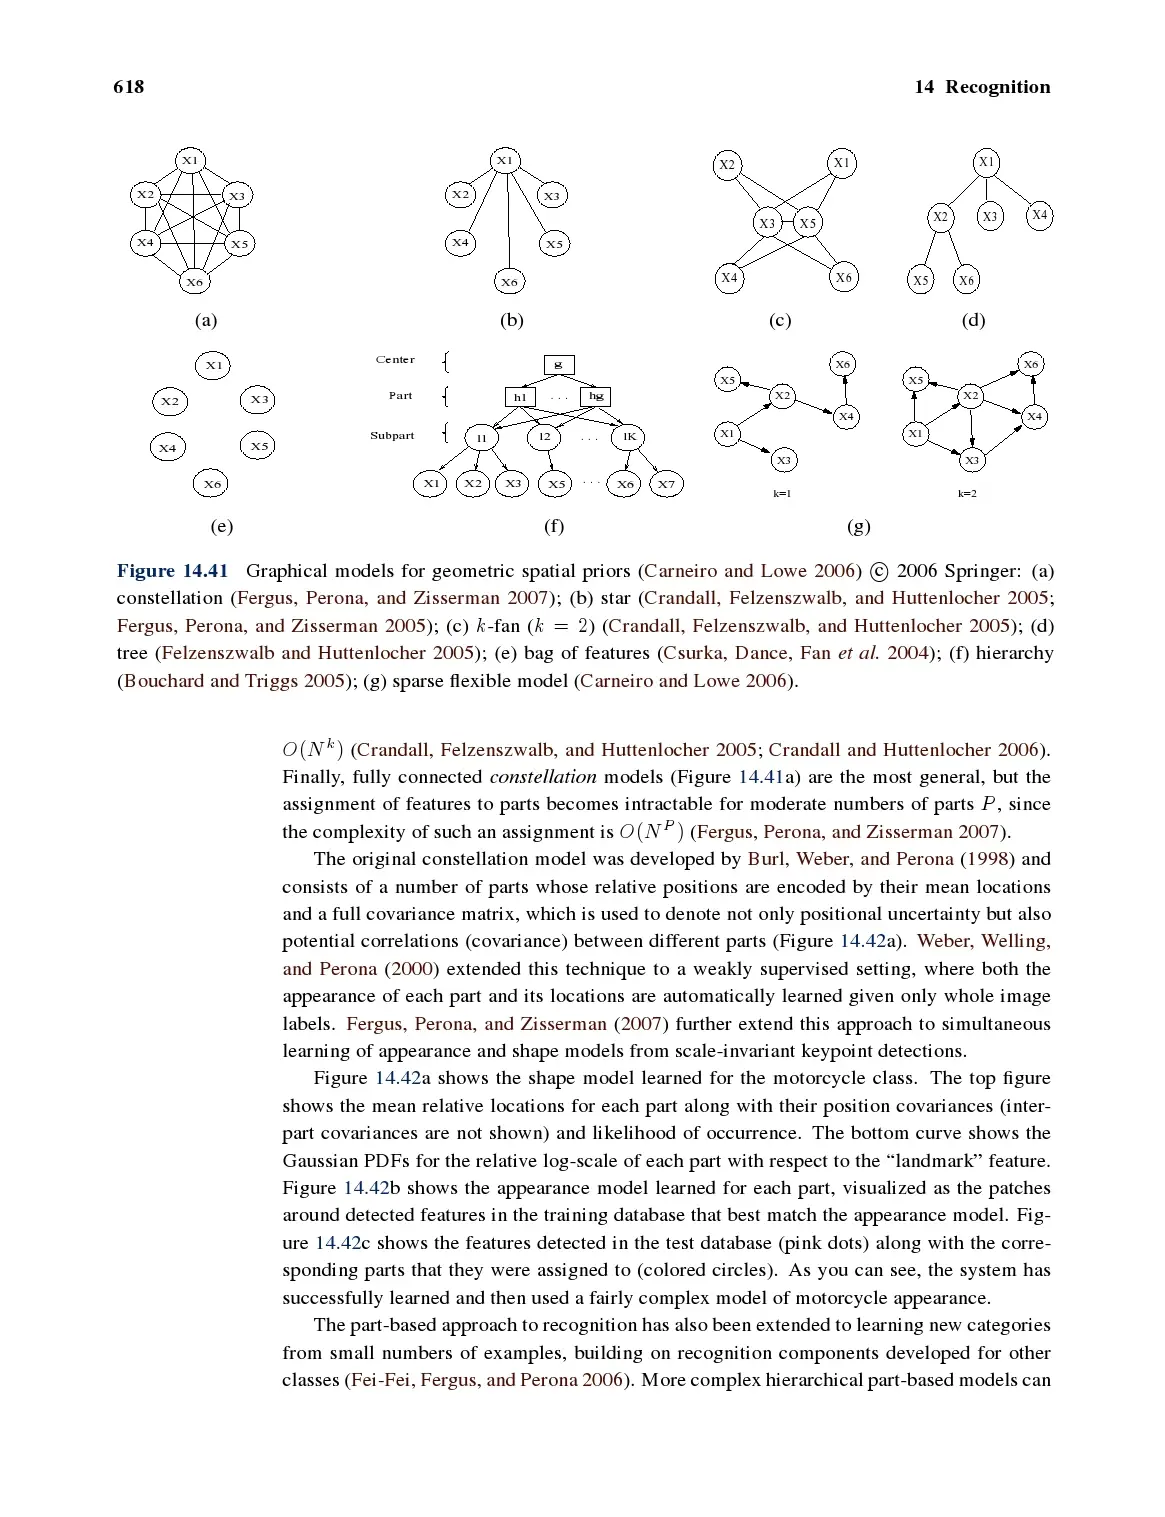 618
14 Recognition
X1
X2
X3
X4
X5
X6
X1
X2
X3
X4
X5
X6
X2
X1
X3
X5
X4
X6
X1
X2
X3
X4
X5
X6
(a)
(b)
(c)
(d)
X1
X2
X3
X4
X5
X6
Center
g
Part
h1
. . .
hg
Subpart
l1
l2
. . .
lK
X1
X2
X3
X5
. . .
X6
X7
X6
X5
X2
X4
X1
X3
k=1
X6
X5
X2
X4
X1
X3
k=2
(e)
(f)
(g)
Figure 14.41 Graphical models for geometric spatial priors (Carneiro and Lowe 2006) © 2006 Springer: (a)
constellation (Fergus, Perona, and Zisserman 2007); (b) star (Crandall, Felzenszwalb, and Huttenlocher 2005;
Fergus, Perona, and Zisserman 2005); (c) k-fan (k = 2) (Crandall, Felzenszwalb, and Huttenlocher 2005); (d)
tree (Felzenszwalb and Huttenlocher 2005); (e) bag of features (Csurka, Dance, Fan et al. 2004); (f) hierarchy
(Bouchard and Triggs 2005); (g) sparse flexible model (Carneiro and Lowe 2006).
O(N^k) (Crandall, Felzenszwalb, and Huttenlocher 2005; Crandall and Huttenlocher 2006).
Finally, fully connected constellation models (Figure 14.41a) are the most general, but the
assignment of features to parts becomes intractable for moderate numbers of parts P, since
the complexity of such an assignment is O(N^P) (Fergus, Perona, and Zisserman 2007).
The original constellation model was developed by Burl, Weber, and Perona (1998) and
consists of a number of parts whose relative positions are encoded by their mean locations
and a full covariance matrix, which is used to denote not only positional uncertainty but also
potential correlations (covariance) between different parts (Figure 14.42a). Weber, Welling,
and Perona (2000) extended this technique to a weakly supervised setting, where both the
appearance of each part and its locations are automatically learned given only whole image
labels. Fergus, Perona, and Zisserman (2007) further extend this approach to simultaneous
learning of appearance and shape models from scale-invariant keypoint detections.
Figure 14.42a shows the shape model learned for the motorcycle class. The top figure
shows the mean relative locations for each part along with their position covariances (inter-
part covariances are not shown) and likelihood of occurrence. The bottom curve shows the
Gaussian PDFs for the relative log-scale of each part with respect to the “landmark” feature.
Figure 14.42b shows the appearance model learned for each part, visualized as the patches
around detected features in the training database that best match the appearance model. Fig-
ure 14.42c shows the features detected in the test database (pink dots) along with the corre-
sponding parts that they were assigned to (colored circles). As you can see, the system has
successfully learned and then used a fairly complex model of motorcycle appearance.
The part-based approach to recognition has also been extended to learning new categories
from small numbers of examples, building on recognition components developed for other
classes (Fei-Fei, Fergus, and Perona 2006). More complex hierarchical part-based models can